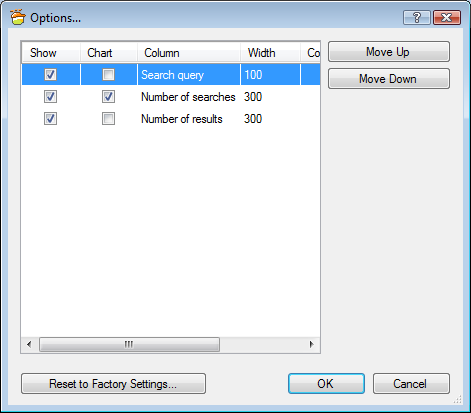 Options...
Show Chart Column Width Co
Move Up
Search query 100
Move Down
Number of searches 300
Number of results 300
Reset to Factory Settings... OK Cancel